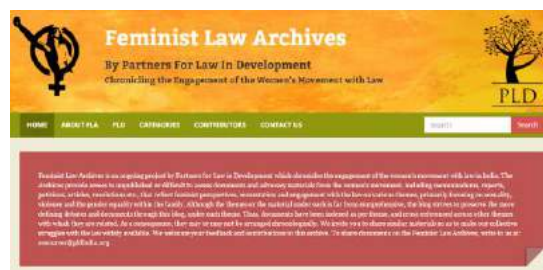 Feminist Law Archives
By Partners For Law In Development
Chronicling the Engagement of the Women's Movement with Law
PLD
HOME ABOUT FLA PLD CATEGORIES CONTRIBUTORS CONTACT US Search Search
Feminist Law Archives is an ongoing project by Partners for Law in Development which chronicles the engagement of the women's movement with law in India. The
Archives provide access to unpublished or difficult to access documents and advocacy materials from the women's movement, including memorandums, reports,
petitions, articles, resolutions etc., that reflect feminist perspectives, contestation and engagement with the law on various themes, primarily focusing on sexuality,
violence and the gender equality within the family. Although the themes or the material under each is far from comprehensive, the blog strives to preserve the more
defining debates and documents through this blog, under each theme. Thus, documents have been indexed as per theme, and cross referenced across other themes
with which they are related. As a consequence, they may or may not be arranged chronologically. We invite you to share similar materials so as to make our collective
struggles with the law widely available. We welcome your feedback and contributions to this archive. To share documents on the Feminist Law Archives, write to us at-